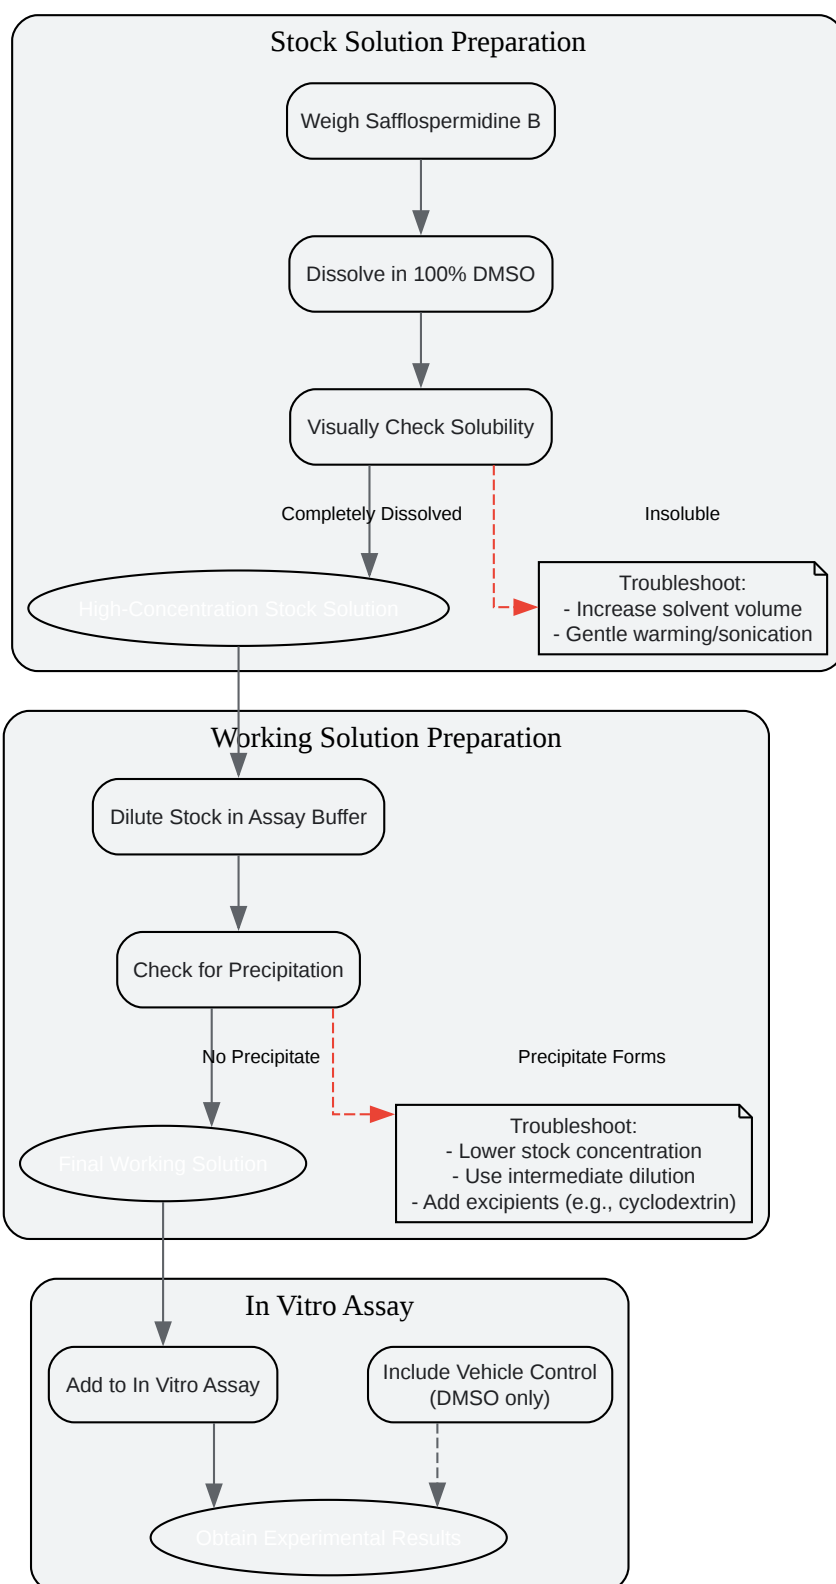 Stock Solution Preparation
Weigh Safflospermidine B
Dissolve in 100% DMSO
Visually Check Solubility
Completely Dissolved
Insoluble
High-Concentration Stock Solution
Troubleshoot:
- Increase solvent volume
- Gentle warming/sonication
Working Solution Preparation
Dilute Stock in Assay Buffer
Check for Precipitation
No Precipitate
Precipitate Forms
Final Working Solution
Troubleshoot:
- Lower stock concentration
- Use intermediate dilution
- Add excipients (e.g., cyclodextrin)
In Vitro Assay
Add to In Vitro Assay
Include Vehicle Control
(DMSO only)
Obtain Experimental Results